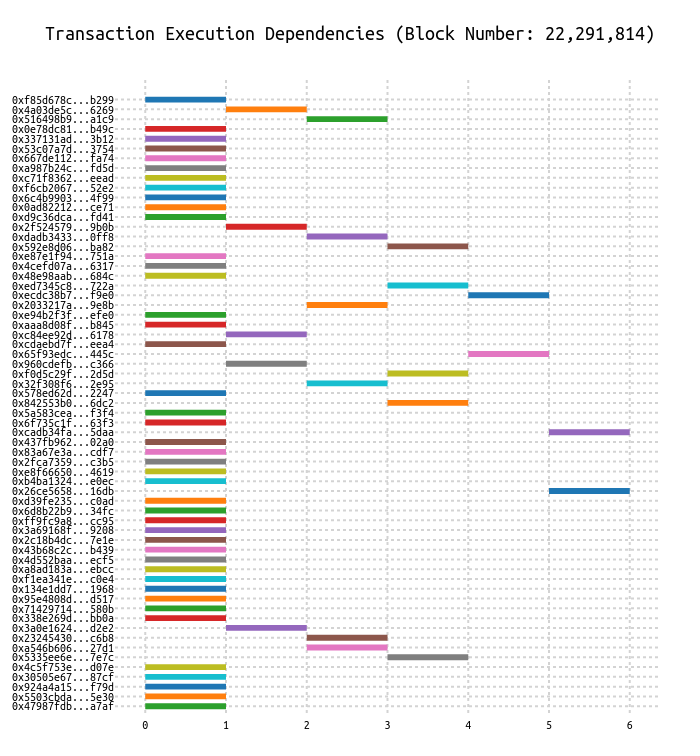 Transaction Execution Dependencies (Block Number: 22,291,814)
0xf85d678c...b299
0x4a03de5c...6269
0x516498b9...a1c9
0x0e78dc81...b49c
0x337131ad...3b12
0x53c07a7d...3754
0x667de112...fa74
0xa987b24c...fd5d
0xc71f8362...eead
0xf6cb2067...52e2
0x6c4b9903...4f99
0x0ad82212...ce71
0xd9c36dca...fd41
0x2f524579...9b0b
0xdadb3433...0ff8
0x592e8d06...ba82
0xe87e1f94...751a
0x4cefd07a...6317
0x48e98aab...684c
0xed7345c8...722a
0xecdc38b7...f9e0
0x2033217a...9e8b
0xe94b2f3f...efe0
0xaaa8d08f...b845
0xc84ee92d...6178
0xcdaebd7f...eea4
0x65f93edc...445c
0x960cdefb...c366
0xf0d5c29f...2d5d
0x32f308f6...2e95
0x578ed62d...2247
0x842553b0...6dc2
0x5a583cea...f3f4
0x6f735c1f...63f3
0xcadb34fa...5daa
0x437fb962...02a0
0x83a67e3a...cdf7
0x2fca7359...c3b5
0xe8f66650...4619
0xb4ba1324...e0ec
0x26ce5658...16db
0xd39fe235...c0ad
0x6d8b22b9...34fc
0xff9fc9a8...cc95
0x3a69168f...9208
0x2c18b4dc...7e1e
0x43b68c2c...b439
0x4d552baa...ecf5
0xa8ad183a...ebcc
0xf1ea341e...c0e4
0x134e1dd7...1968
0x95e4808d...d517
0x71429714...580b
0x338e269d...bb0a
0x3a0e1624...d2e2
0x23245430...c6b8
0xa546b606...27d1
0x5335ee6e...7e7c
0x4c5f753e...d07e
0x30505e67...87cf
0x924a4a15...f79d
0x5503cbda...5e30
0x47987fdb...a7af
0 1 2 3 4 5 6